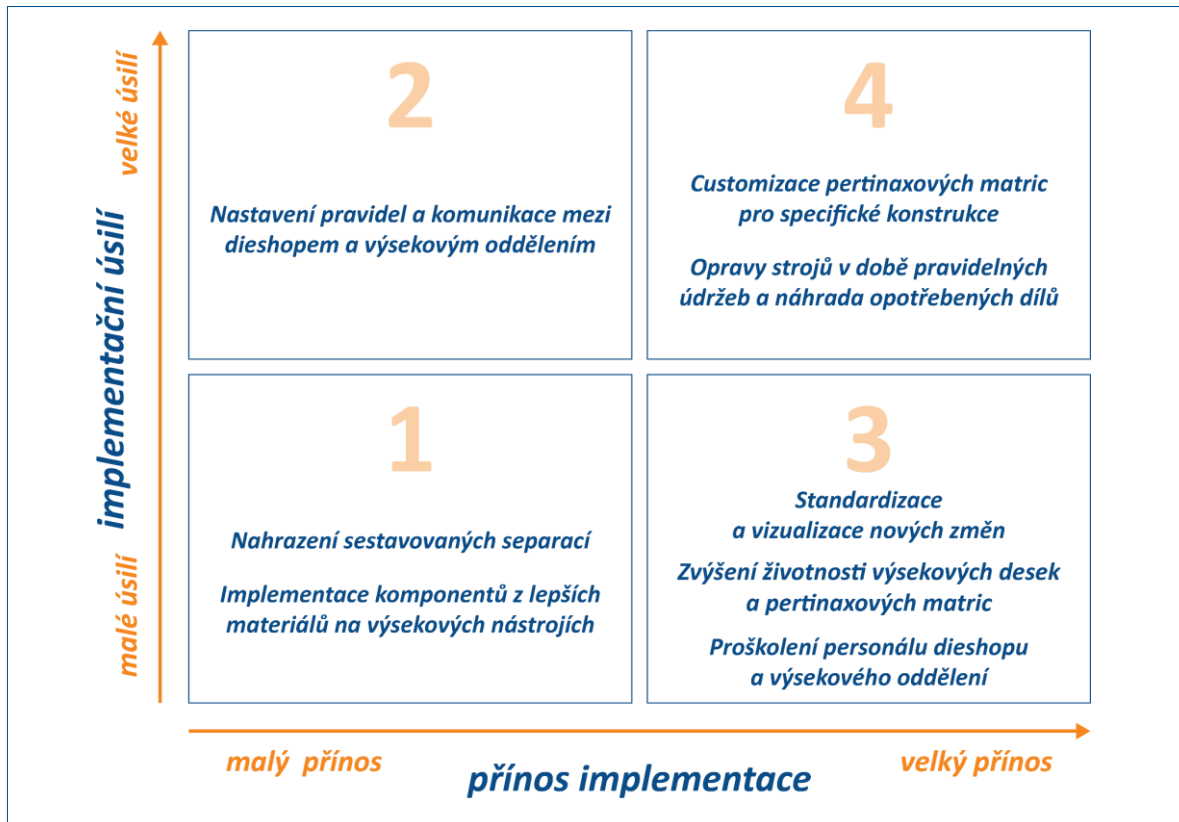 implementační úsilí
velké úsilí
malé úsilí
2
Nastavení pravidel a komunikace mezi
dieshopem a výsekovým oddělením
4
Customizace pertinaxových matric
pro specifické konstrukce
Opravy strojů v době pravidelných
údržeb a náhrada opotřebených dílů
1
Nahrazení sestavovaných separací
Implementace komponentů z lepších
materiálů na výsekových nástrojích
3
Standardizace
a vizualizace nových změn
Zvýšení životnosti výsekových desek
a pertinaxových matric
Proškolení personálu dieshopu
a výsekového oddělení
malý přínos
přínos implementace
velký přínos